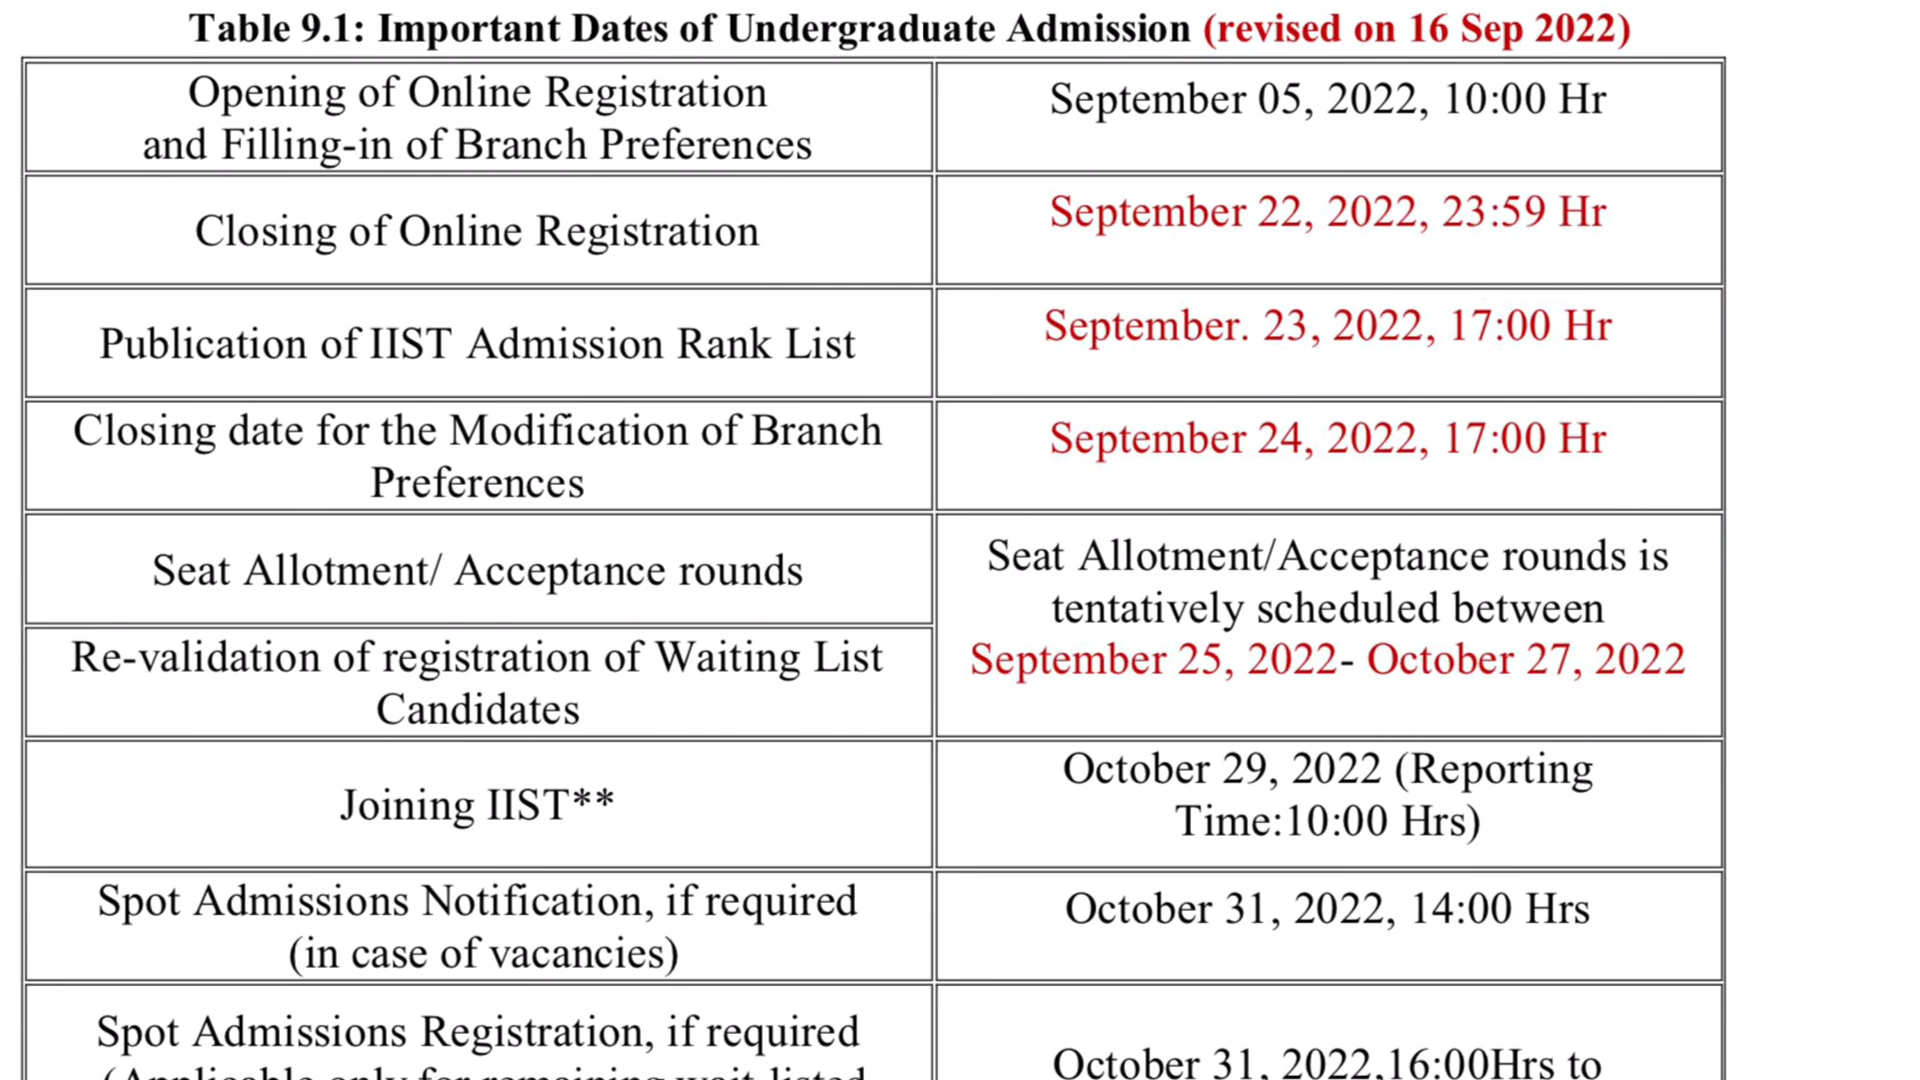 Table 9.1: Important Dates of Undergraduate Admission (revised on 16 Sep 2022)
Opening of Online Registration
and Filling-in of Branch Preferences
September 05, 2022, 10:00 Hr
Closing of Online Registration
September 22, 2022, 23:59 Hr
Publication of IIST Admission Rank List
September. 23, 2022, 17:00 Hr
Closing date for the Modification of Branch
Preferences
September 24, 2022, 17:00 Hr
Seat Allotment/ Acceptance rounds
Seat Allotment/Acceptance rounds is
tentatively scheduled between
September 25, 2022- October 27, 2022
Re-validation of registration of Waiting List
Candidates
Joining IIST**
October 29, 2022 (Reporting
Time:10:00 Hrs)
Spot Admissions Notification, if required
(in case of vacancies)
October 31, 2022, 14:00 Hrs
Spot Admissions Registration, if required
(Applicable only for remaining wait-listed
October 31, 2022,16:00Hrs to